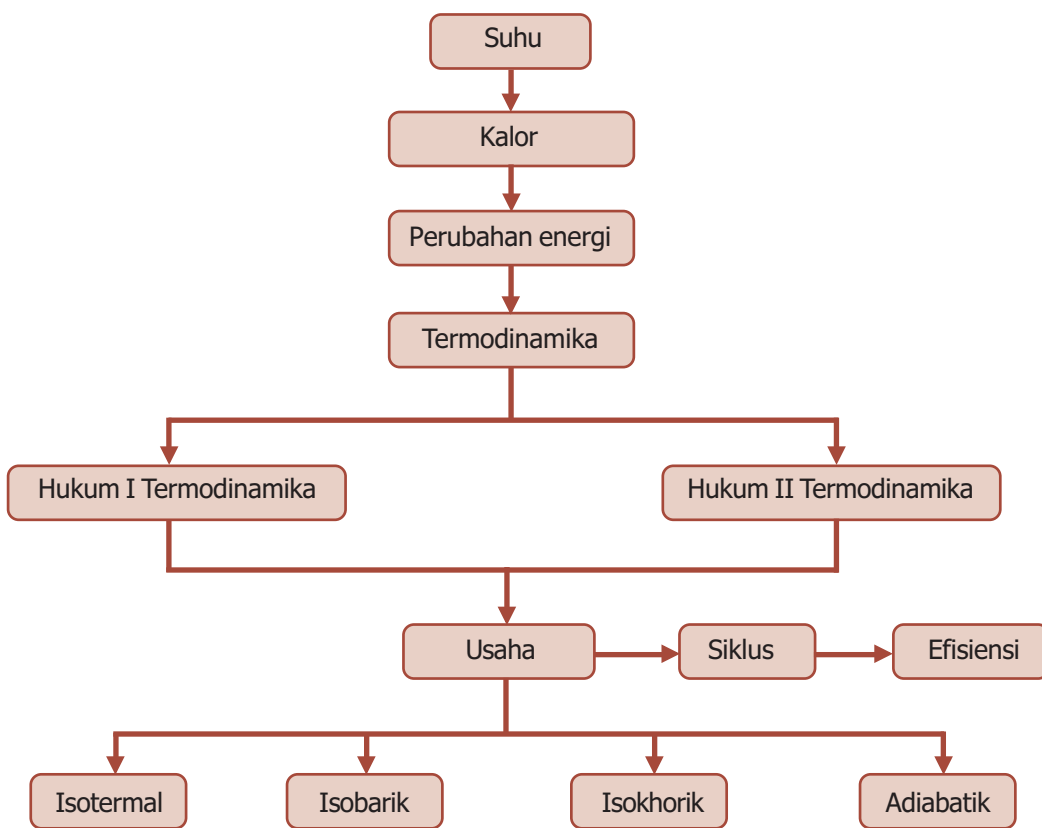 Suhu
Kalor
Perubahan energi
Termodinamika
Hukum I Termodinamika
Hukum II Termodinamika
Usaha
Siklus
Efisiensi
Isotermal
Isobarik
Isokhorik
Adiabatik